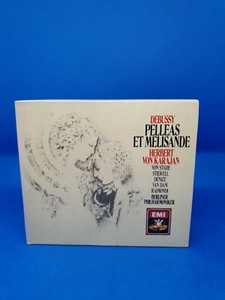 DEBUSSY
PELLEAS
ET MELISANDE
HERBERT
VON KARAJAN
VON STADE
STILWELL
DENIZE
VAN DAM
RAIMONDI
BERLINER
PHILHARMONIKER
EMI